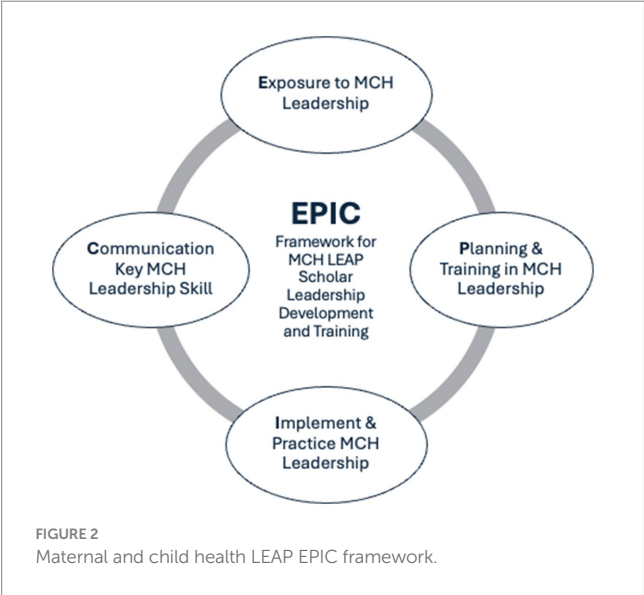 Exposure to MCH
Leadership
EPIC
Framework for
MCH LEAP
Scholar
Leadership
Development
and Training
Communication
Key MCH
Leadership Skill
Planning &
Training in MCH
Leadership
Implement &
Practice MCH
Leadership
FIGURE 2
Maternal and child health LEAP EPIC framework.